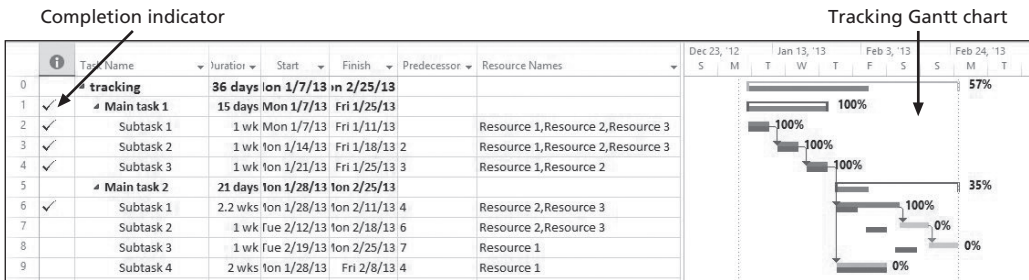 Completion indicator
Tracking Gantt chart
Task Name Duration Start Finish Predecessor Resource Names
Dec 23, '12 Jan 13, '13 Feb 3, '13 Feb 24, '13
S M T W T F S S M T
0 tracking 36 days Mon 1/7/13 on 2/25/13 57%
1 Main task 1 15 days Mon 1/7/13 Fri 1/25/13 100%
2 Subtask 1 1 wk Mon 1/7/13 Fri 1/11/13 Resource 1,Resource 2,Resource 3 100%
3 Subtask 2 1 wk Mon 1/14/13 Fri 1/18/13 2 Resource 1,Resource 2,Resource 3 100%
4 Subtask 3 1 wk Mon 1/21/13 Fri 1/25/13 3 Resource 1,Resource 2 100%
5 Main task 2 21 days Mon 1/28/13 Mon 2/25/13 35%
6 Subtask 1 2.2 wks Mon 1/28/13 Mon 2/11/13 4 Resource 2,Resource 3 100%
7 Subtask 2 1 wk Tue 2/12/13 Mon 2/18/13 6 Resource 2,Resource 3 0%
8 Subtask 3 1 wk Tue 2/19/13 Mon 2/25/13 7 Resource 1 0%
9 Subtask 4 2 wks Mon 1/28/13 Fri 2/8/13 4 Resource 1 0%